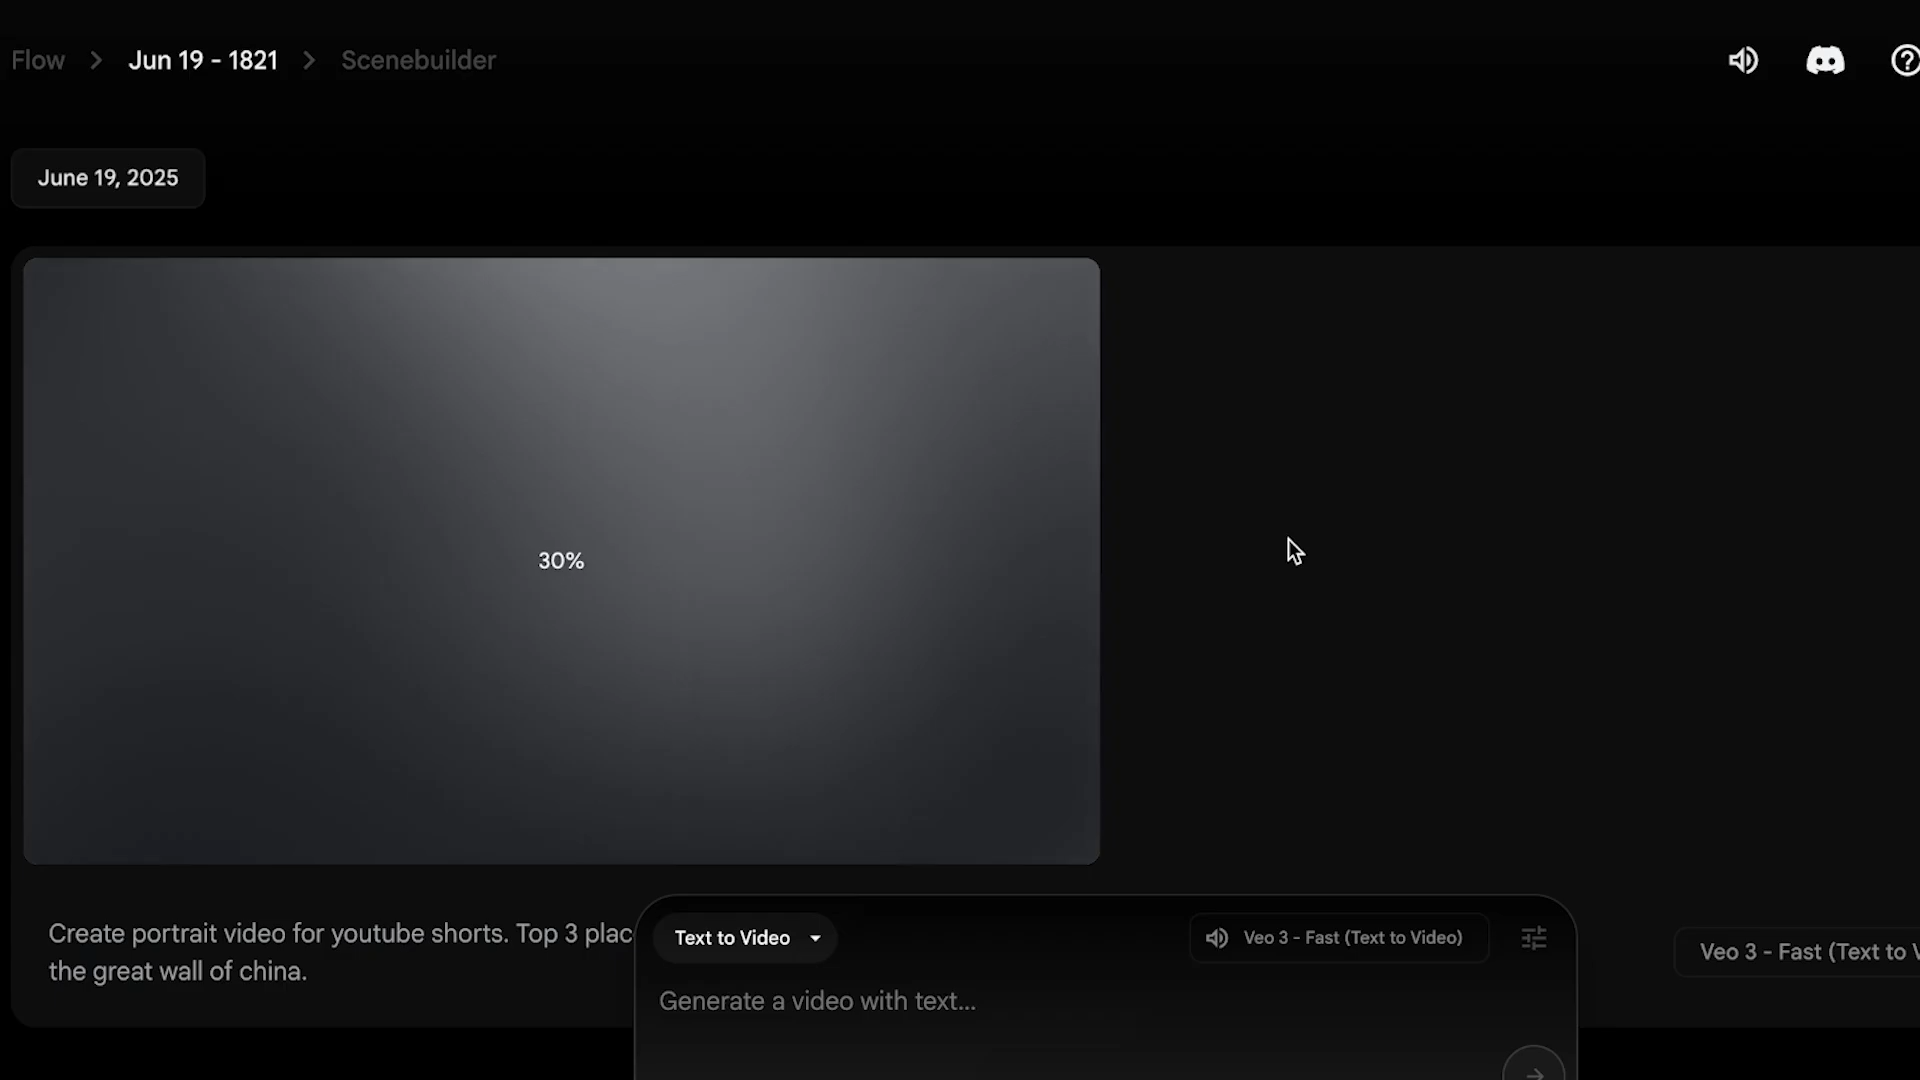 Flow > Jun 19 - 1821 > Scenebuilder
June 19, 2025
30%
Create portrait video for youtube shorts. Top 3
the great wall of china.
Text to Video
Veo 3 - Fast (Text to Video)
Generate a video with text...
Veo 3 - Fast (Text to